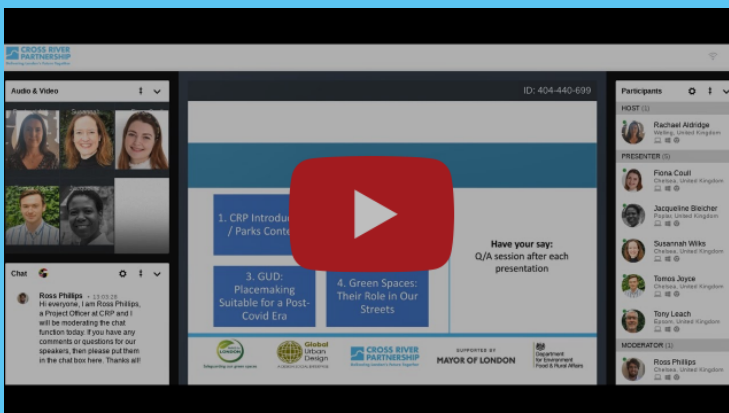 CROSS RIVER
PARTNERSHIP
Audio & Video
ID: 404-440-699
Participants
HOST (1)
Rachael Aldridge
Welling, United Kingdom
PRESENTER (5)
Fiona Coull
Chelsea, United Kingdom
Jacqueline Bleicher
Poplar, United Kingdom
Susannah Wilks
Chelsea, United Kingdom
Tomos Joyce
Chelsea, United Kingdom
Tony Leach
Epsom, United Kingdom
MODERATOR (1)
Ross Phillips
Chelsea, United Kingdom
1. CRP
/ Parks
3. GUD:
Placemaking
Suitable for a Post-
Covid Era
4. Green Spaces:
Their Role in Our
Streets
Have your say:
Q/A session after each
presentation
Chat
Ross Phillips • 13:03:28
Hi everyone, I am Ross Phillips,
a Project Officer at CRP and I
will be moderating the chat
function today. If you have any
comments or questions for our
speakers, then please put them
in the chat box here. Thanks all!
LONDON
Global
Urban
Design
CROSS RIVER
PARTNERSHIP
SUPPORTED BY
MAYOR OF LONDON
Department
for Environment
Food & Rural Affairs